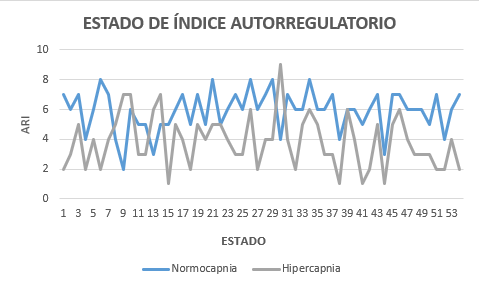 ESTADO DE ÍNDICE AUTORREGULATORIO
10
8
6
4
2
0
ARI
1 3 5 7 9 11 13 15 17 19 21 23 25 27 29 31 33 35 37 39 41 43 45 47 49 51 53
ESTADO
Normocapnia Hipercapnia